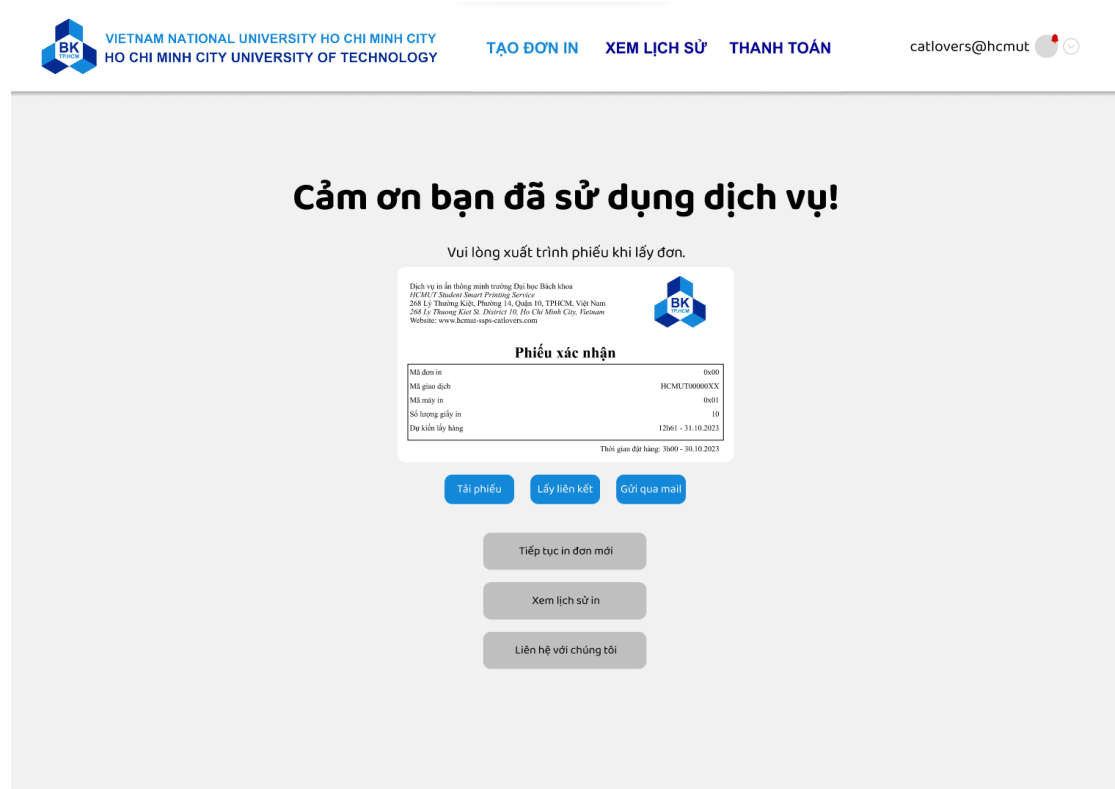 BK
TP.HCM
VIETNAM NATIONAL UNIVERSITY HO CHI MINH CITY
HO CHI MINH CITY UNIVERSITY OF TECHNOLOGY
TẠO ĐƠN IN
XEM LỊCH SỬ
THANH TOÁN
catlovers@hcmut
Cảm ơn bạn đã sử dụng dịch vụ!
Vui lòng xuất trình phiếu khi lấy đơn.
Dịch vụ in ấn thông minh trường Đại học Bách khoa
HCMUT Student Smart Printing Service
268 Lý Thường Kiệt, Phường 14, Quận 10, TPHCM, Việt Nam
268 Ly Thuong Kiet St. District 10, Ho Chi Minh City, Vietnam
Website: www.hcmut-ssps-catlovers.com
BK
TP.HCM
Phiếu xác nhận
Mã đơn in 0x00
Mã giao dịch HCMUT00000XX
Mã máy in 0x01
Số lượng giấy in 10
Dự kiến lấy hàng 12h61 - 31.10.2023
Thời gian đặt hàng: 3h00 - 30.10.2023
Tải phiếu
Lấy liên kết
Gửi qua mail
Tiếp tục in đơn mới
Xem lịch sử in
Liên hệ với chúng tôi